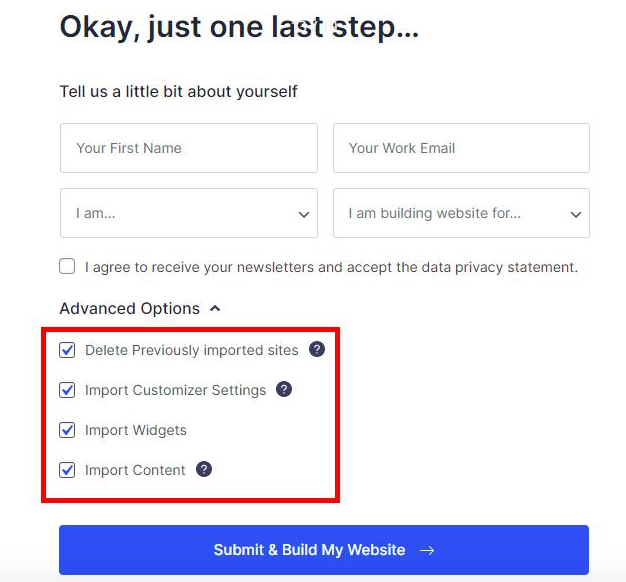 Okay, just one last step...
Tell us a little bit about yourself
Your First Name
Your Work Email
I am...
I am building website for...
I agree to receive your newsletters and accept the data privacy statement.
Advanced Options
Delete Previously imported sites ?
Import Customizer Settings ?
Import Widgets
Import Content ?
Submit & Build My Website →